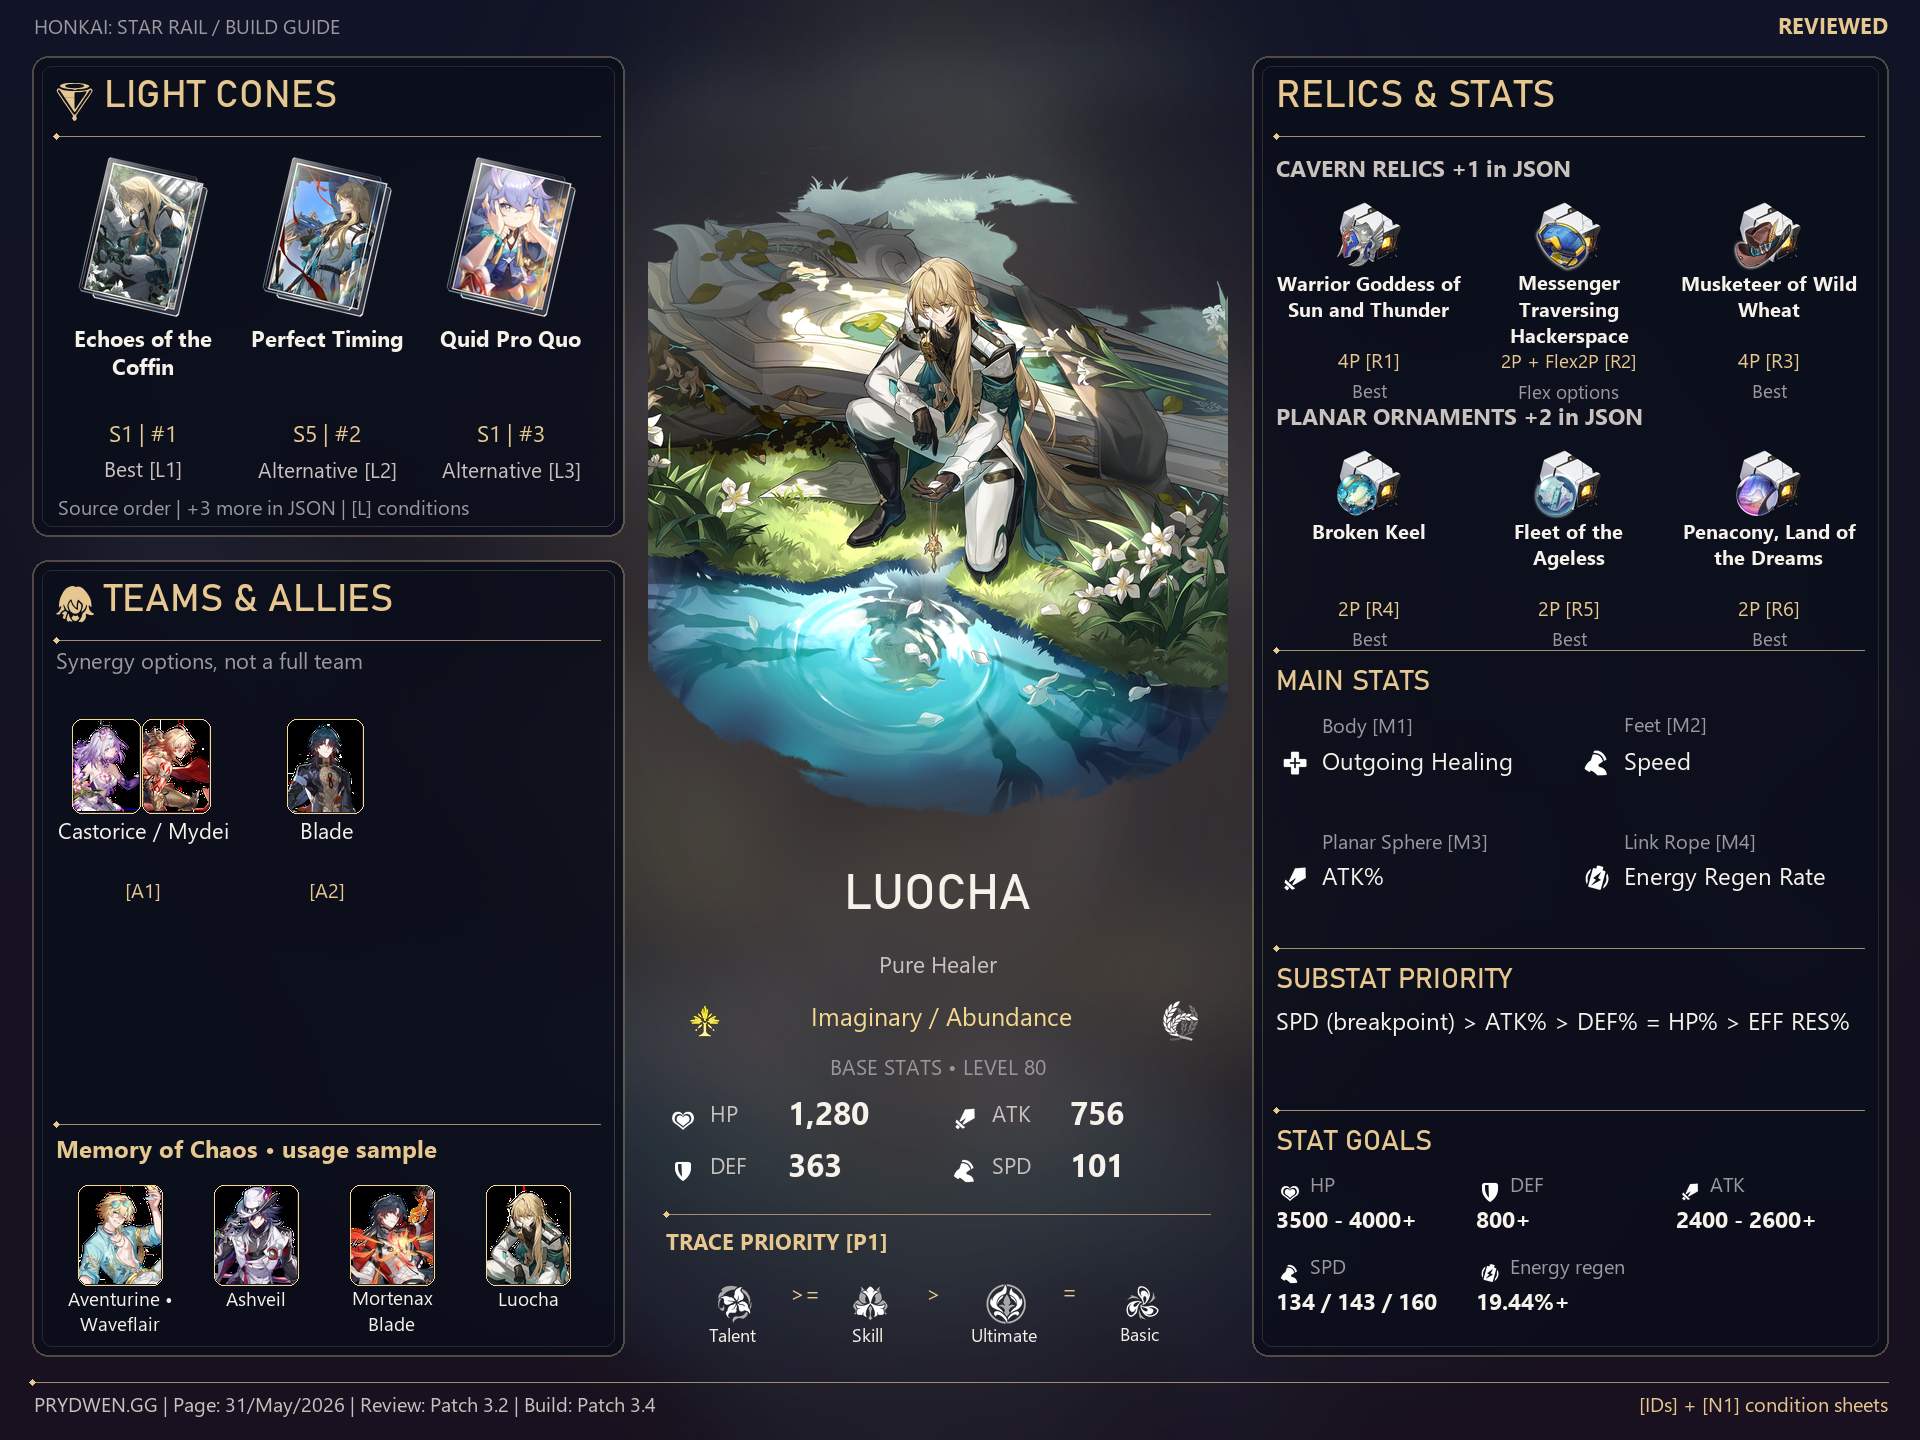 HONKAI: STAR RAIL / BUILD GUIDE
REVIEWED
LIGHT CONES
Echoes of the Coffin
S1 | #1
Best [L1]
Perfect Timing
S5 | #2
Alternative [L2]
Quid Pro Quo
S1 | #3
Alternative [L3]
Source order | +3 more in JSON | [L] conditions
TEAMS & ALLIES
Synergy options, not a full team
Castorice / Mydei
[A1]
Blade
[A2]
Memory of Chaos • usage sample
Aventurine •
Waveflair
Ashveil
Mortenax
Blade
Luocha
LUOCHA
Pure Healer
Imaginary / Abundance
BASE STATS • LEVEL 80
HP 1,280
ATK 756
DEF 363
SPD 101
TRACE PRIORITY [P1]
Talent >= Skill > Ultimate = Basic
RELICS & STATS
CAVERN RELICS +1 in JSON
Warrior Goddess of
Sun and Thunder
4P [R1]
Best
Messenger
Traversing
Hackerspace
2P + Flex2P [R2]
Flex options
Musketeer of Wild
Wheat
4P [R3]
Best
PLANAR ORNAMENTS +2 in JSON
Broken Keel
2P [R4]
Best
Fleet of the
Ageless
2P [R5]
Best
Penacony, Land of
the Dreams
2P [R6]
Best
MAIN STATS
Body [M1]
Outgoing Healing
Feet [M2]
Speed
Planar Sphere [M3]
ATK%
Link Rope [M4]
Energy Regen Rate
SUBSTAT PRIORITY
SPD (breakpoint) > ATK% > DEF% = HP% > EFF RES%
STAT GOALS
HP
3500 - 4000+
DEF
800+
ATK
2400 - 2600+
SPD
134 / 143 / 160
Energy regen
19.44%+
PRYDWEN.GG | Page: 31/May/2026 | Review: Patch 3.2 | Build: Patch 3.4
[IDs] + [N1] condition sheets